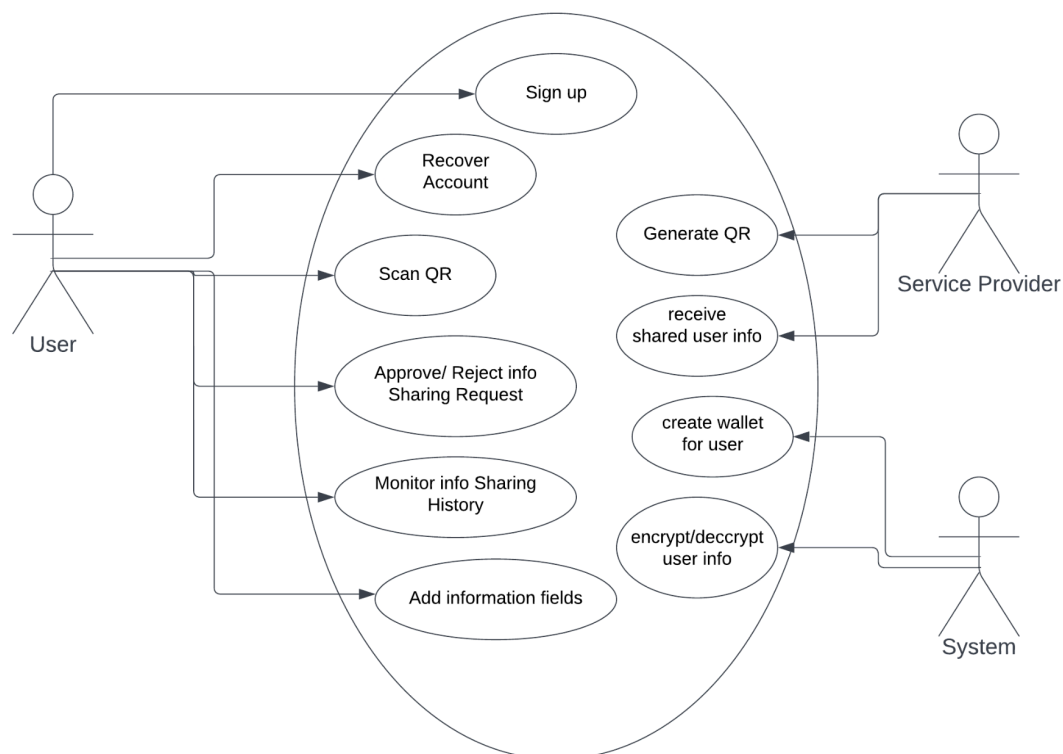 Sign up
Recover
Account
Generate QR
Scan QR
Service Provider
receive
shared user info
User
Approve/ Reject info
Sharing Request
create wallet
for user
Monitor info Sharing
History
encrypt/deccrypt
user info
Add information fields
System